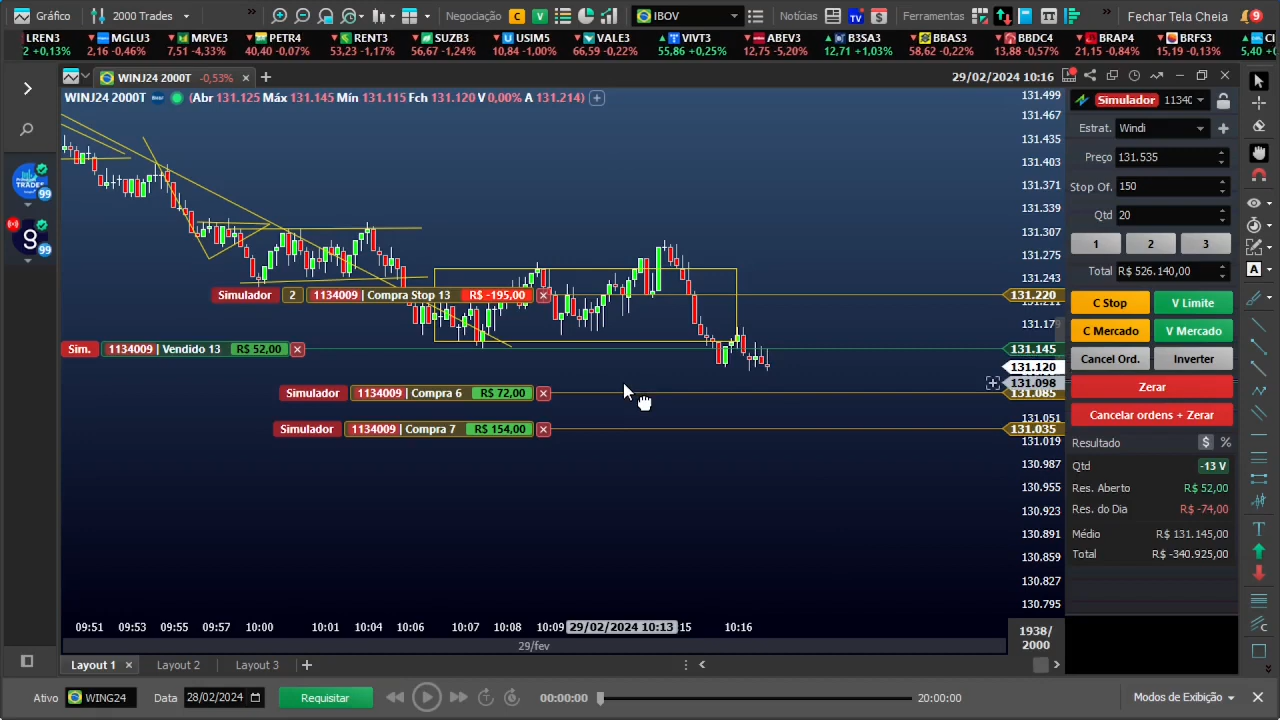 Gráfico 2000 Trades » Negociação C V IBOV Notícias TV $ Ferramentas » Fechar Tela Cheia 9
LREN3 MGLU3 MRVE3 PETR4 RENT3 SUZB3 USIM5 VALE3 VIVT3 ABEV3 B3SA3 BBAS3 BBDC4 BRAP4 BRFS3
2 +0,13% 2,16 -0,46% 7,51 -4,33% 40,40 -0,07% 53,23 -1,17% 56,67 -1,24% 10,84 -1,00% 66,59 -0,22% 55,86 +0,25% 12,75 -5,20% 12,71 +1,03% 58,62 -0,22% 13,88 -0,57% 21,15 -0,84% 15,19 -0,13% 5,40
WINJ24 2000T -0,53% 29/02/2024 10:16
WINJ24 2000T (Abr 131.125 Máx 131.145 Mín 131.115 Fch 131.120 V 0,00% A 131.214)
131.499
131.467
131.435
131.403
131.371
131.339
131.307
131.275
131.243
Simulador 2 1134009 | Compra Stop 13 R$ -195,00 131.220
Sim. 1134009 | Vendido 13 R$ 52,00 131.145
131.120
131.098
Simulador 1134009 | Compra 6 R$ 72,00 131.085
131.051
Simulador 1134009 | Compra 7 R$ 154,00 131.035
131.019
130.987
130.955
130.923
130.891
130.859
130.827
130.795
09:51 09:53 09:55 09:57 10:00 10:01 10:04 10:06 10:07 10:08 10:09 29/02/2024 10:13 15 10:16
29/fev
1938/
2000
99
99
Simulador
Estrat. Windi
Preço 131.535
Stop Of. 150
Qtd 20
1 2 3
Total R$ 526.140,00
C Stop V Limite
C Mercado V Mercado
Cancel Ord. Inverter
Zerar
Cancelar ordens + Zerar
Resultado $ %
Qtd -13 V
Res. Aberto R$ 52,00
Res. do Dia R$ -74,00
Médio R$ 131.145,00
Total R$ -340.925,00
Layout 1 Layout 2 Layout 3
Ativo WING24 Data 28/02/2024 Requisitar 00:00:00 20:00:00 Modos de Exibição